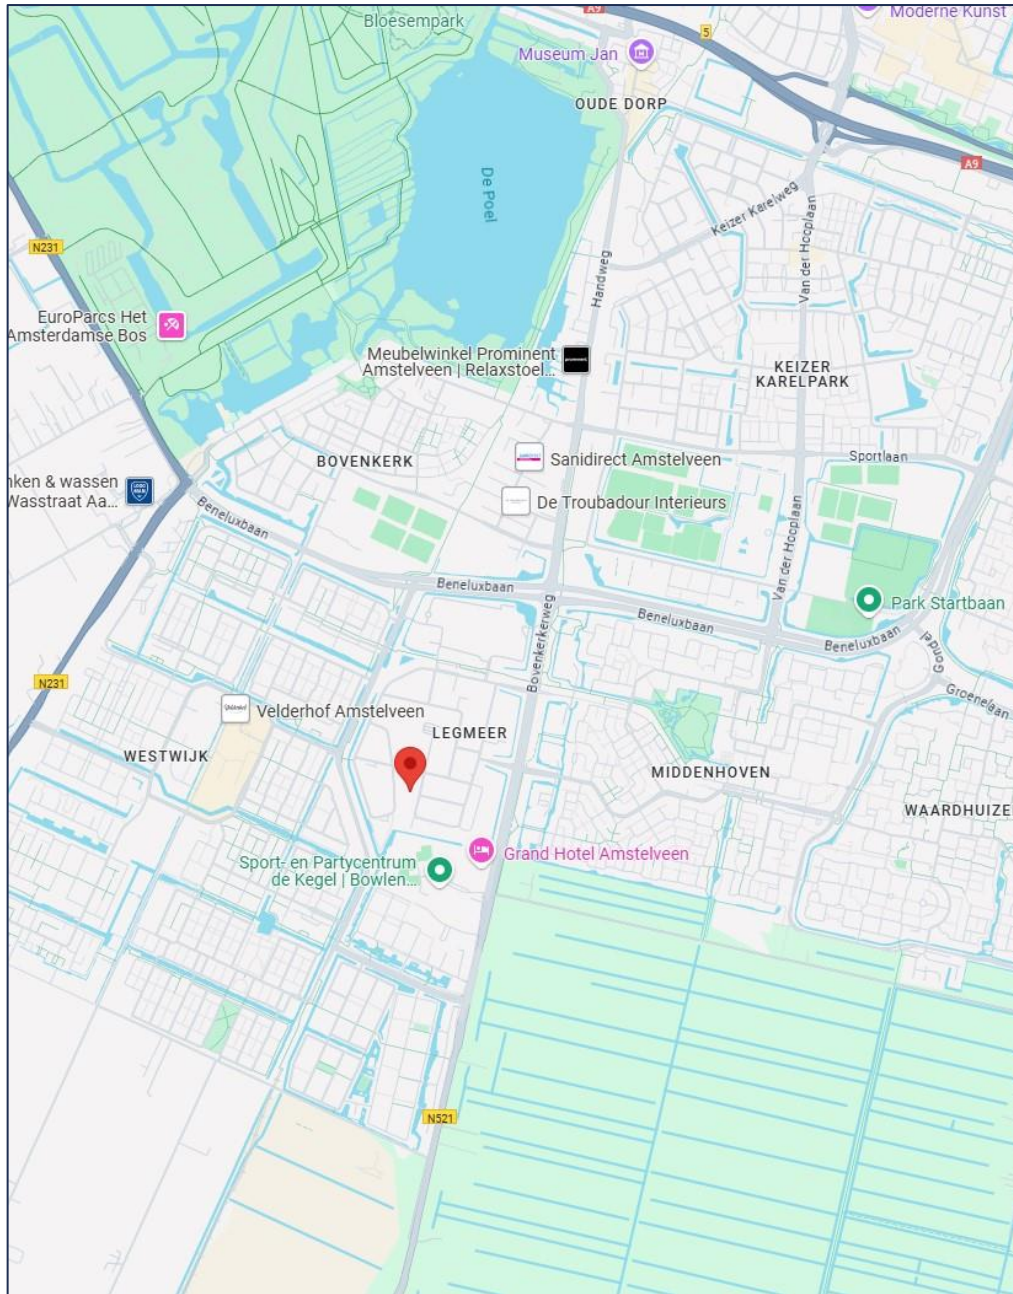 Bloesempark
A9
Moderne Kunst
5
Museum Jan
OUDE DORP
A9
De Poel
Keizer Karelweg
Van der Hooplaan
N231
Handweg
EuroParcs Het
Amsterdamse Bos
Meubelwinkel Prominent
Amstelveen | Relaxstoel...
KEIZER
KARELPARK
BOVENKERK
Sanidirect Amstelveen
Sportlaan
nken & wassen
Wasstraat Aa...
De Troubadour Interieurs
Beneluxbaan
Van der Hooplaan
Beneluxbaan
Park Startbaan
Beneluxbaan
Beneluxbaan
Gondel
Bovenkerkerweg
N231
Groenelaan
Velderhof Amstelveen
LEGMEER
WESTWIJK
MIDDENHOVEN
WAARDHUIZE
Grand Hotel Amstelveen
Sport- en Partycentrum
de Kegel | Bowlen...
N521